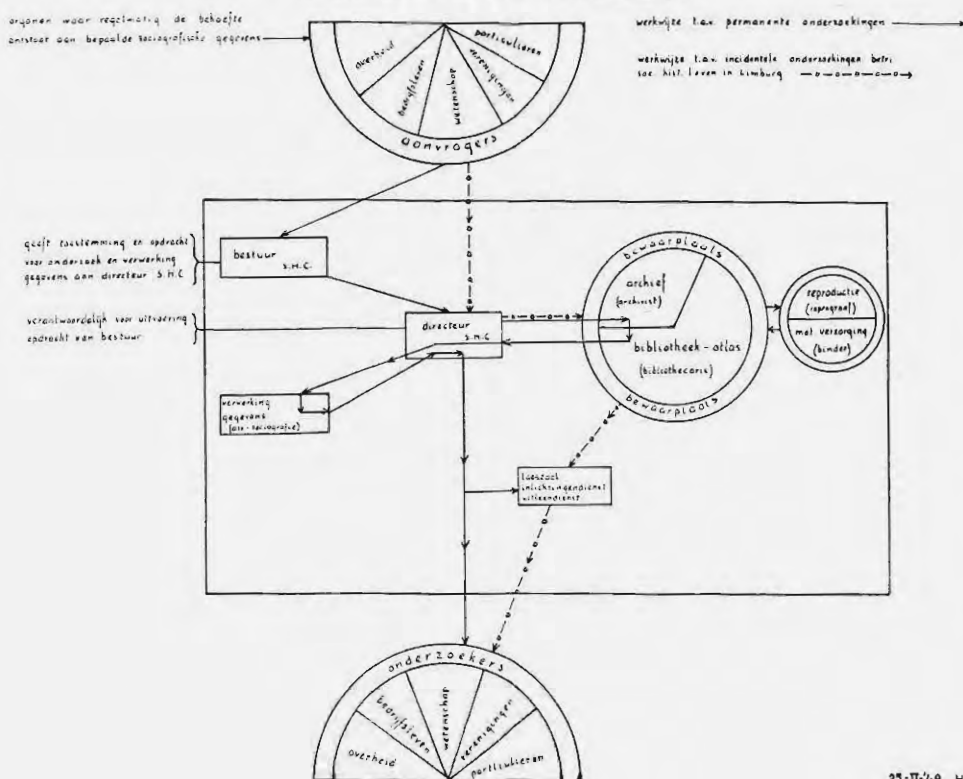 organen waar regelmatig de behoefte
ontstaat aan bepaalde sociografische gegevens
werkwijze t.a.v. permanente onderzoekingen
werkwijze t.a.v. incidentele onderzoekingen betr.
soc. hist. leven in Limburg
overheid
bedrijfsleven
wetenschap
verenigingen
particulieren
aanvragers
geeft toestemming en opdracht
voor onderzoek en verwerking
gegevens aan directeur S.H.C.
bestuur
S.H.C.
verantwoordelijk voor uitvoering
opdracht van bestuur
directeur
S.H.C
bewaarplaats
archief
(archivist)
bibliotheek-atlas
(bibliothecaris)
bewaarplaats
reproductie
(reprograaf)
mat. verzorging
(binder)
verwerking
gegevens
(ass-sociografie)
leeszaal
inlichtingendienst
uitleendienst
onderzoekers
overheid
bedrijfsleven
wetenschap
verenigingen
particulieren